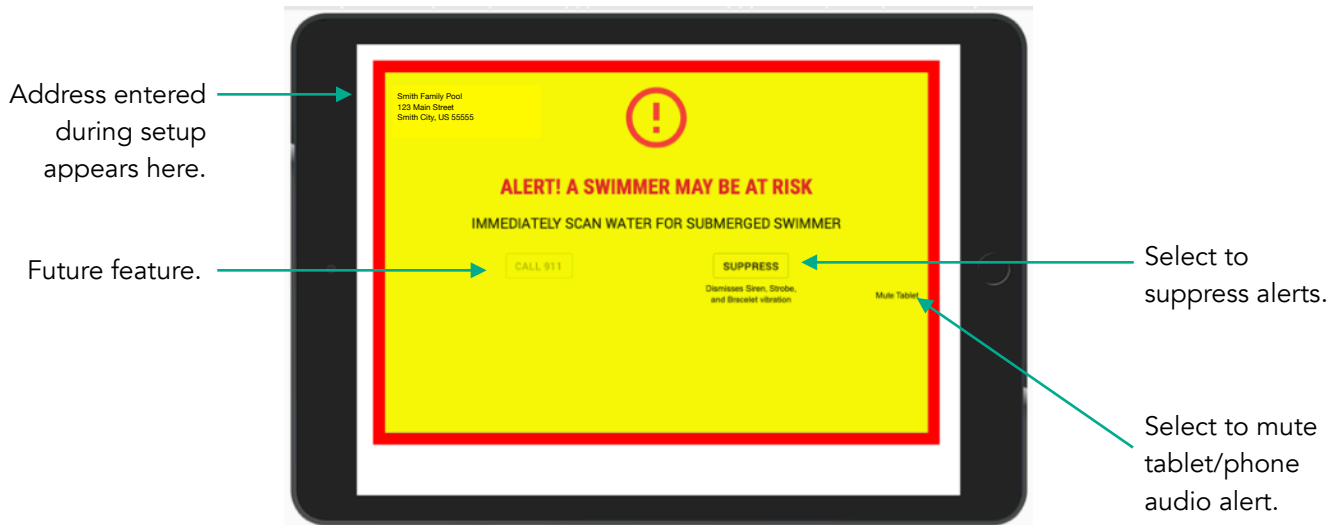 Address entered
during setup
appears here.
Smith Family Pool
123 Main Street
Smith City, US 55555
ALERT! A SWIMMER MAY BE AT RISK
IMMEDIATELY SCAN WATER FOR SUBMERGED SWIMMER
Future feature.
CALL 911
SUPPRESS
Dismisses Siren, Strobe,
and Bracelet vibration
Mute Tablet
Select to
suppress alerts.
Select to mute
tablet/phone
audio alert.